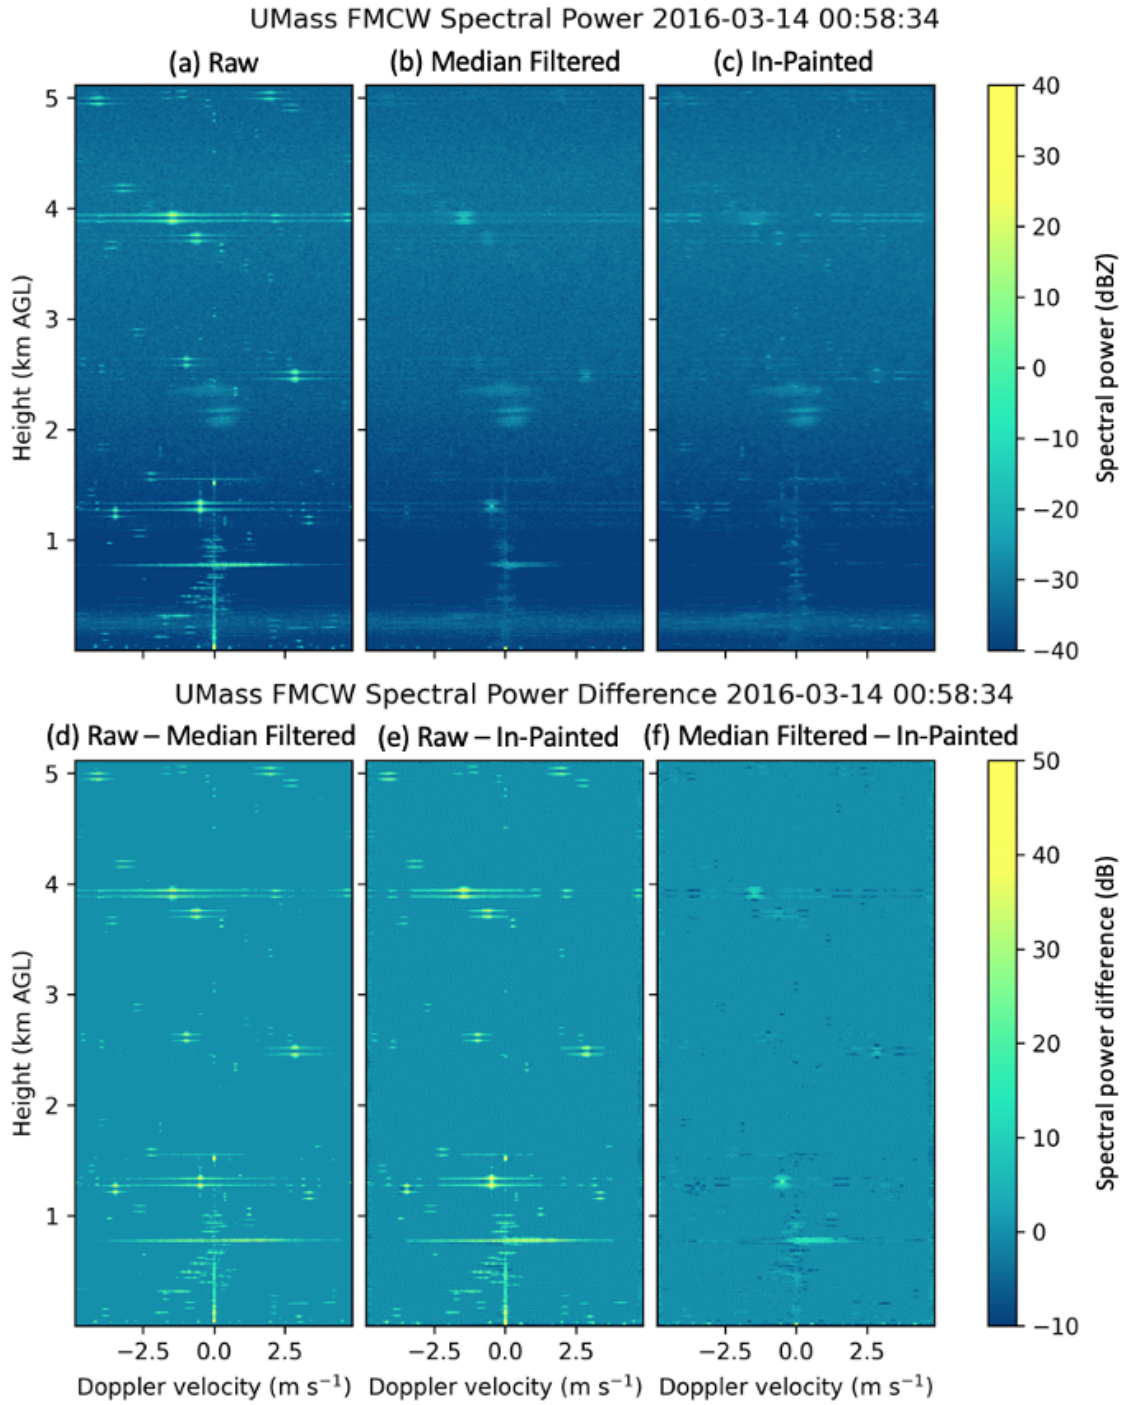 UMass FMCW Spectral Power 2016-03-14 00:58:34
(a) Raw
(b) Median Filtered
(c) In-Painted
5
4
3
2
1
Height (km AGL)
40
30
20
10
0
−10
−20
−30
−40
Spectral power (dBZ)
UMass FMCW Spectral Power Difference 2016-03-14 00:58:34
(d) Raw – Median Filtered
(e) Raw – In-Painted
(f) Median Filtered – In-Painted
5
4
3
2
1
Height (km AGL)
50
40
30
20
10
0
−10
Spectral power difference (dB)
−2.5 0.0 2.5
−2.5 0.0 2.5
−2.5 0.0 2.5
Doppler velocity (m s⁻¹)
Doppler velocity (m s⁻¹)
Doppler velocity (m s⁻¹)